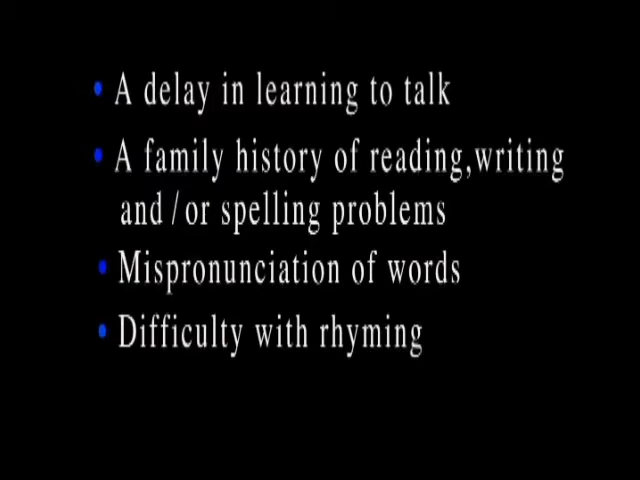 • A delay in learning to talk
• A family history of reading,writing
and / or spelling problems
• Mispronunciation of words
• Difficulty with rhyming